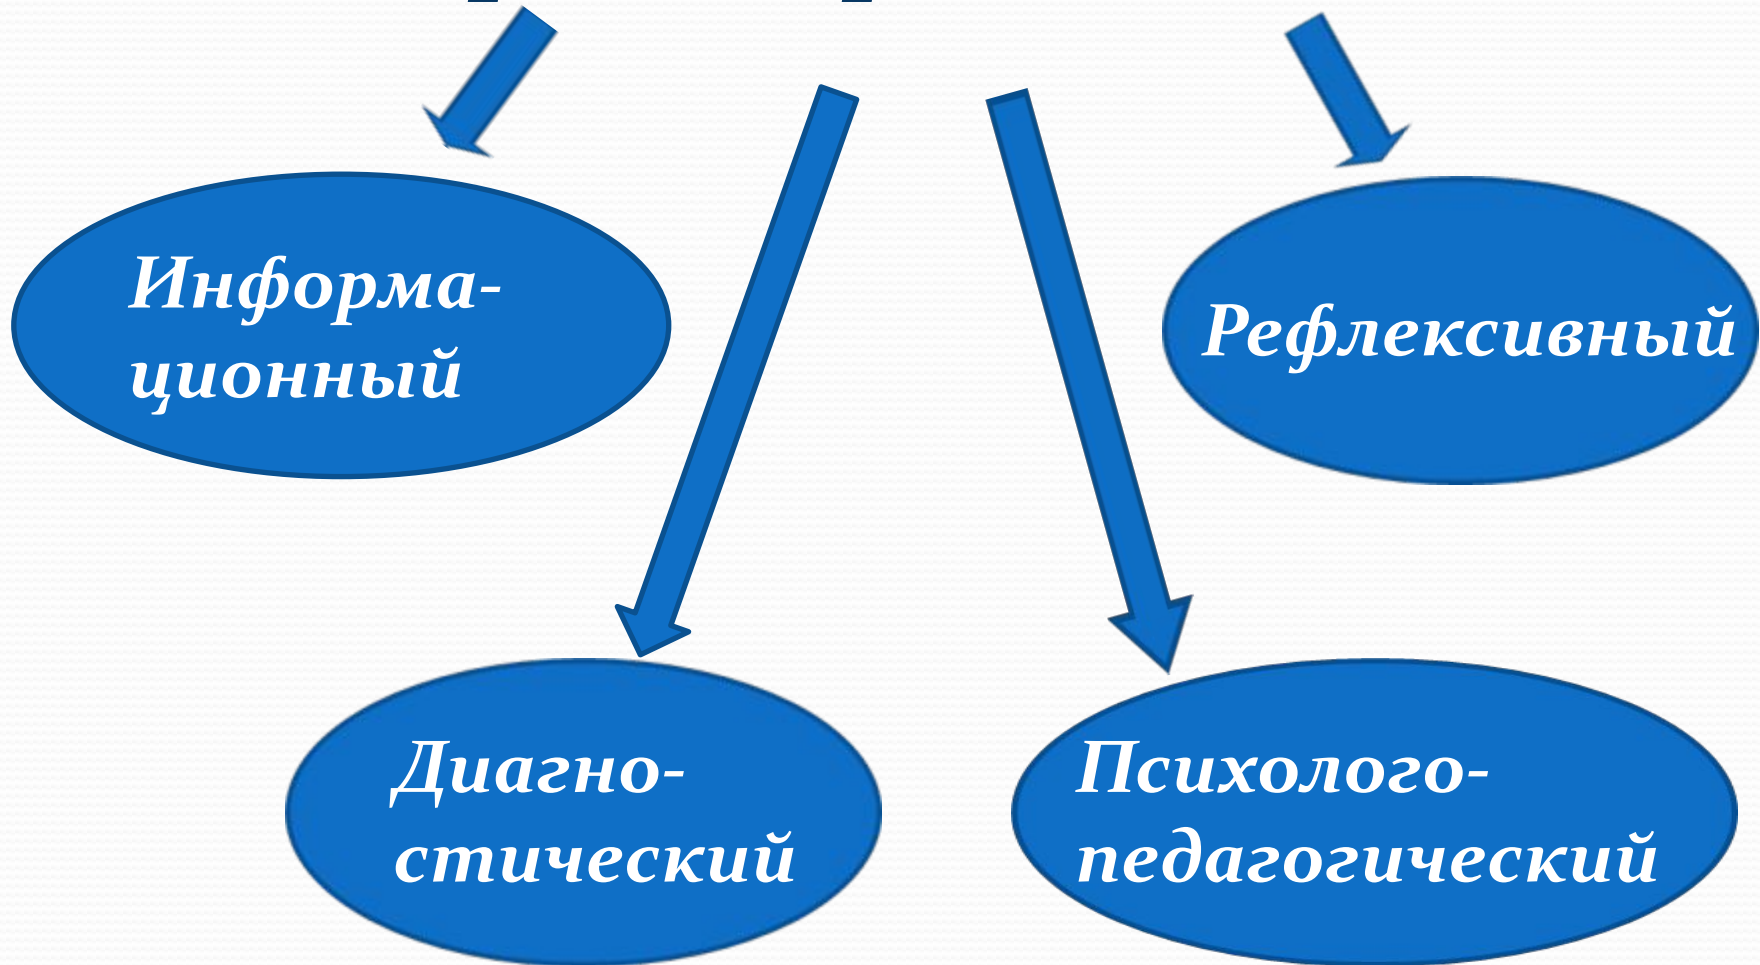 Информа-
ционный
Рефлексивный
Диагно-
стический
Психолого-
педагогический